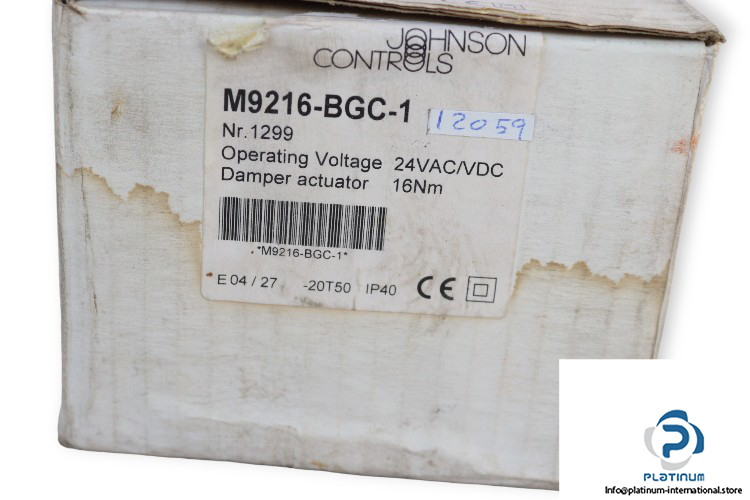 JOHNSON
CONTROLS
M9216-BGC-1
12059
Nr.1299
Operating Voltage 24VAC/VDC
Damper actuator 16Nm
*M9216-BGC-1*
E 04 / 27 -20T50 IP40 CE
PLATINUM
Info@platinum-international.store